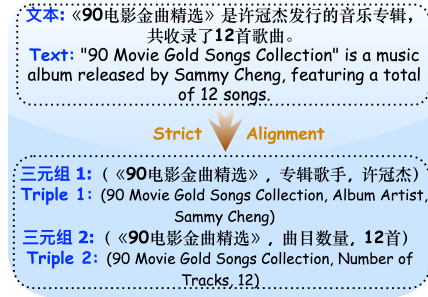 文本:《90电影金曲精选》是许冠杰发行的音乐专辑，
共收录了12首歌曲。
Text: "90 Movie Gold Songs Collection" is a music
album released by Sammy Cheng, featuring a total
of 12 songs.
Strict Alignment
三元组 1:（《90电影金曲精选》, 专辑歌手, 许冠杰）
Triple 1: (90 Movie Gold Songs Collection, Album Artist,
Sammy Cheng)
三元组 2:（《90电影金曲精选》, 曲目数量, 12首）
Triple 2: (90 Movie Gold Songs Collection, Number of
Tracks, 12)